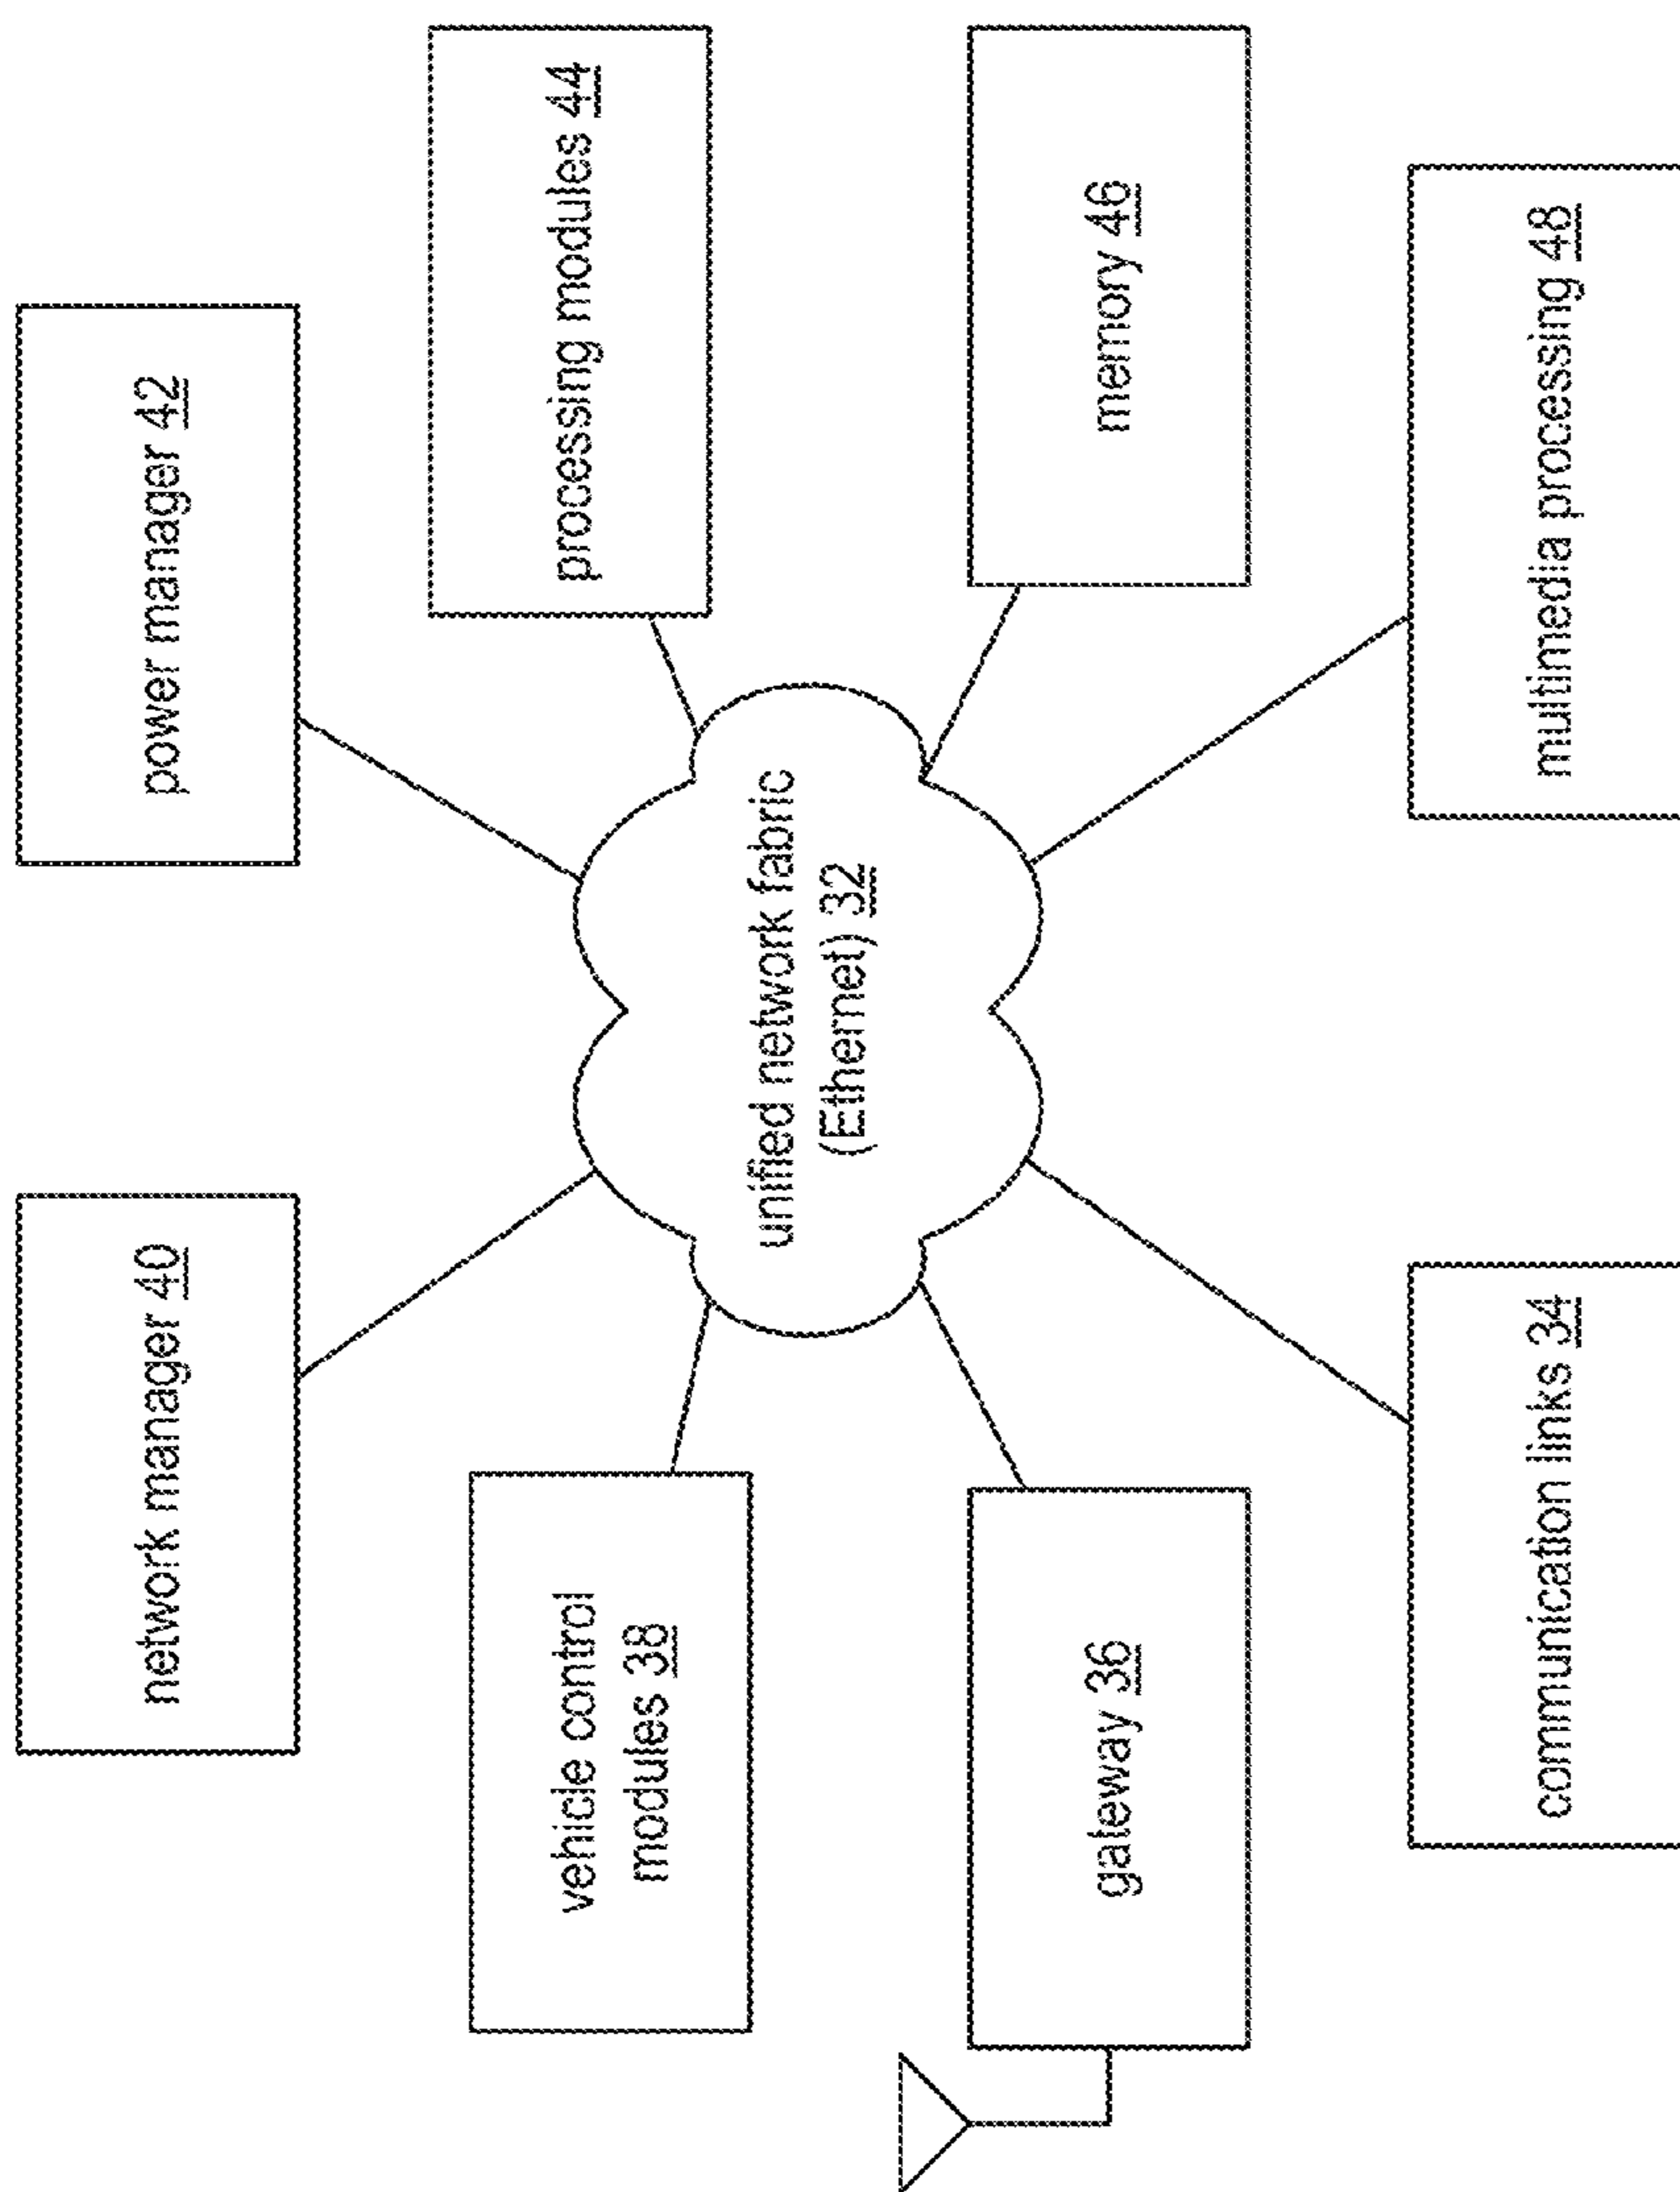 network manager 40
power manager 42
vehicle control
modules 38
processing modules 44
unified network fabric
(Ethernet) 32
gateway 36
memory 46
communication links 34
multimedia processing 48